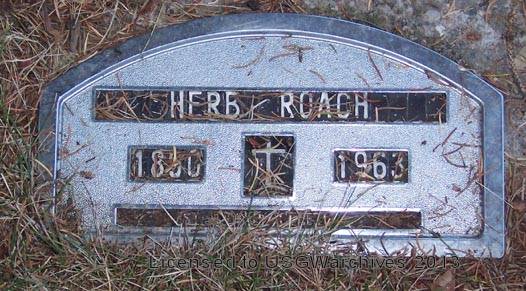 HERB ROACH
1963
Licensed to USGWarchives 2013